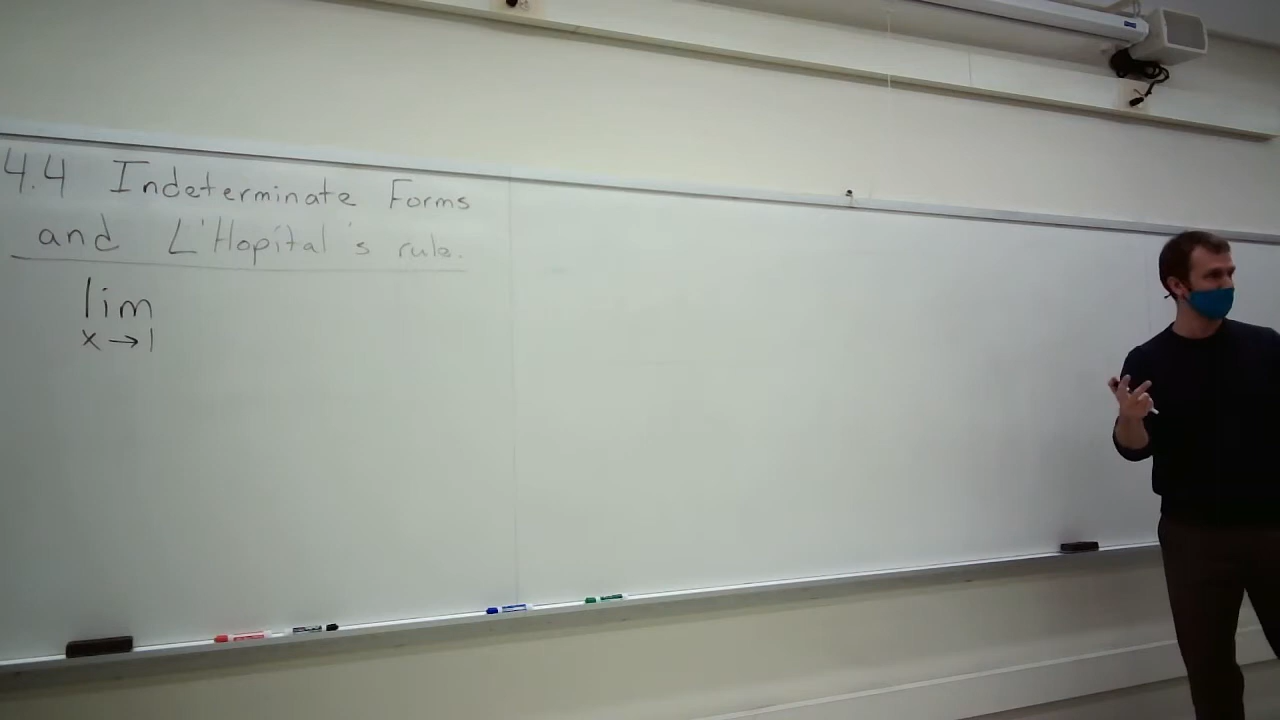 4.4 Indeterminate Forms
and L'Hopital's rule.
lim
x → 1